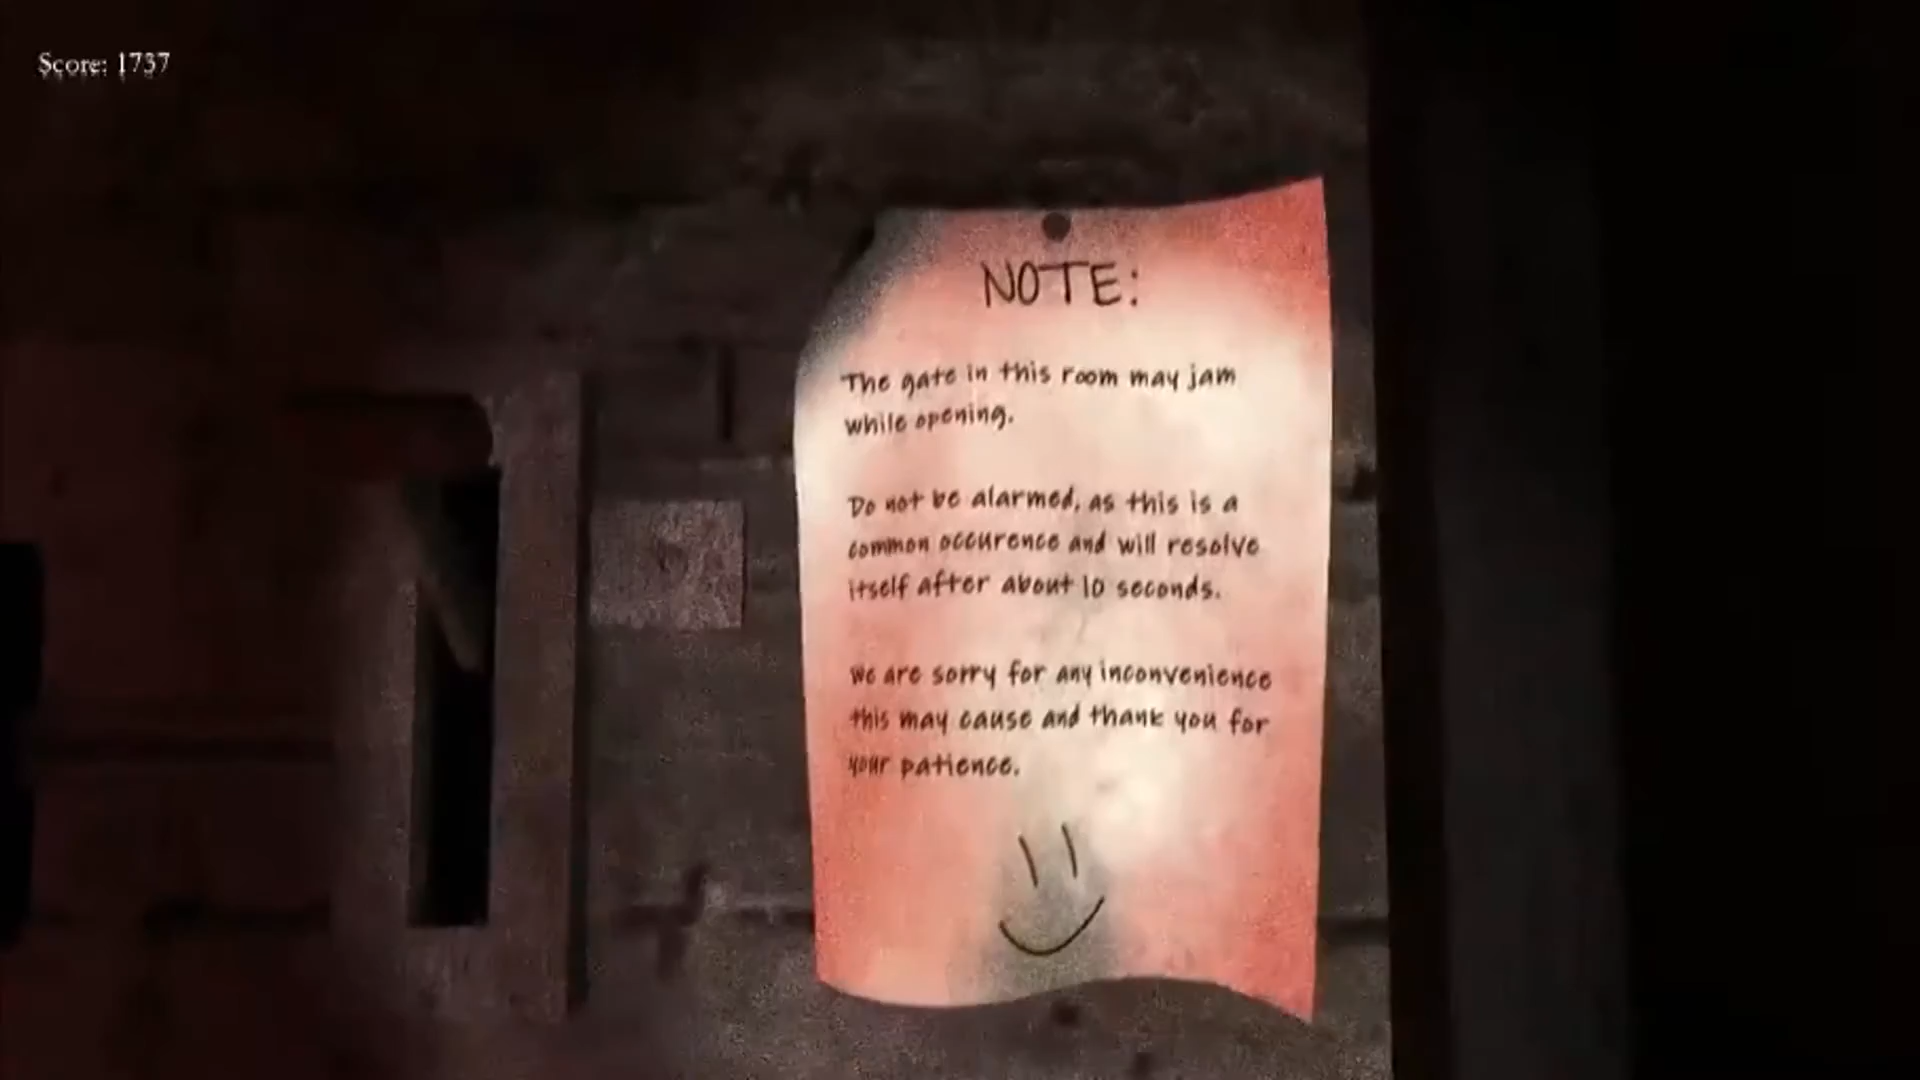 Score: 1737
NOTE:
The gate in this room may jam
while opening.
Do not be alarmed, as this is a
common occurence and will resolve
itself after about 10 seconds.
We are sorry for any inconvenience
this may cause and thank you for
your patience.